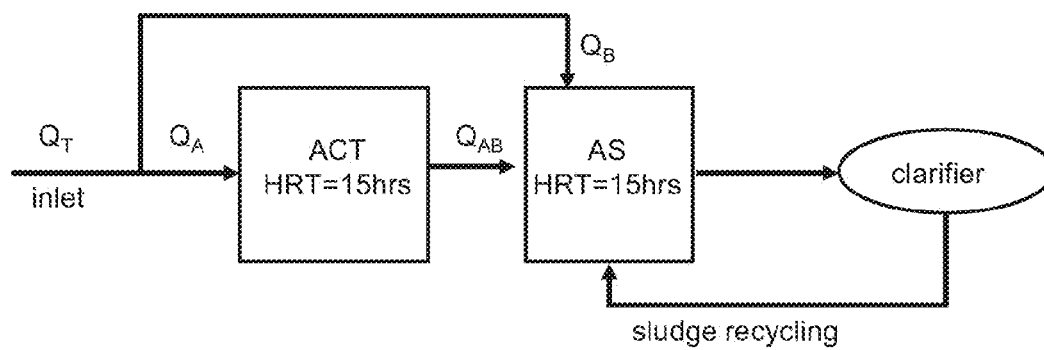 Q_B
Q_T
Q_A
ACT
HRT=15hrs
Q_AB
AS
HRT=15hrs
clarifier
inlet
sludge recycling